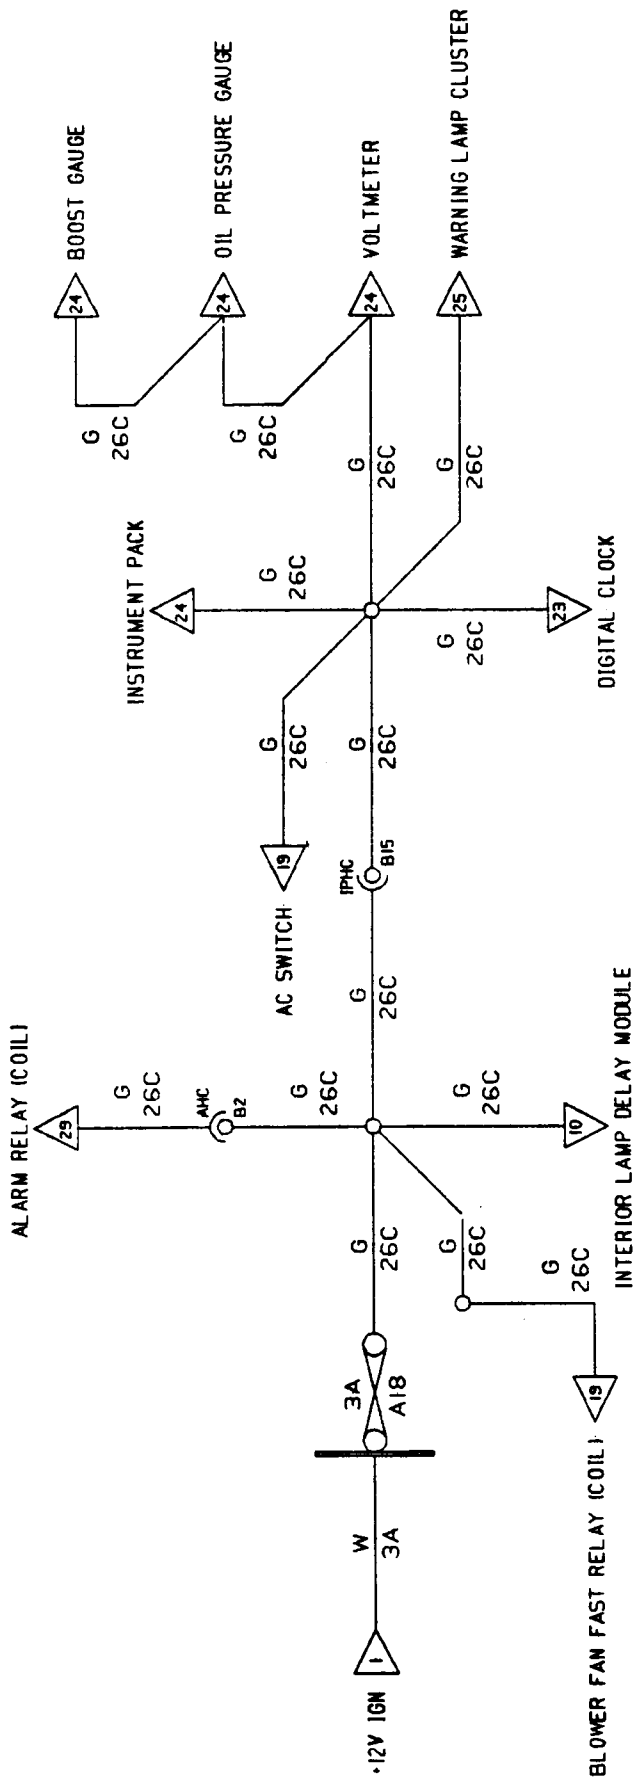 +12V IGN
1
W
3A
3A
A18
G
26C
ALARM RELAY (COIL)
29
G
26C
AHC
B2
G
26C
G
26C
10
INTERIOR LAMP DELAY MODULE
G
26C
G
26C
19
BLOWER FAN FAST RELAY (COIL)
G
26C
IPHC
B15
G
26C
AC SWITCH
19
G
26C
INSTRUMENT PACK
24
G
26C
G
26C
23
DIGITAL CLOCK
G
26C
24
VOLTMETER
G
26C
25
WARNING LAMP CLUSTER
G
26C
24
OIL PRESSURE GAUGE
G
26C
24
BOOST GAUGE